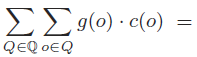 ∑_{Q∈ℚ} ∑_{o∈Q} g(o) · c(o) =